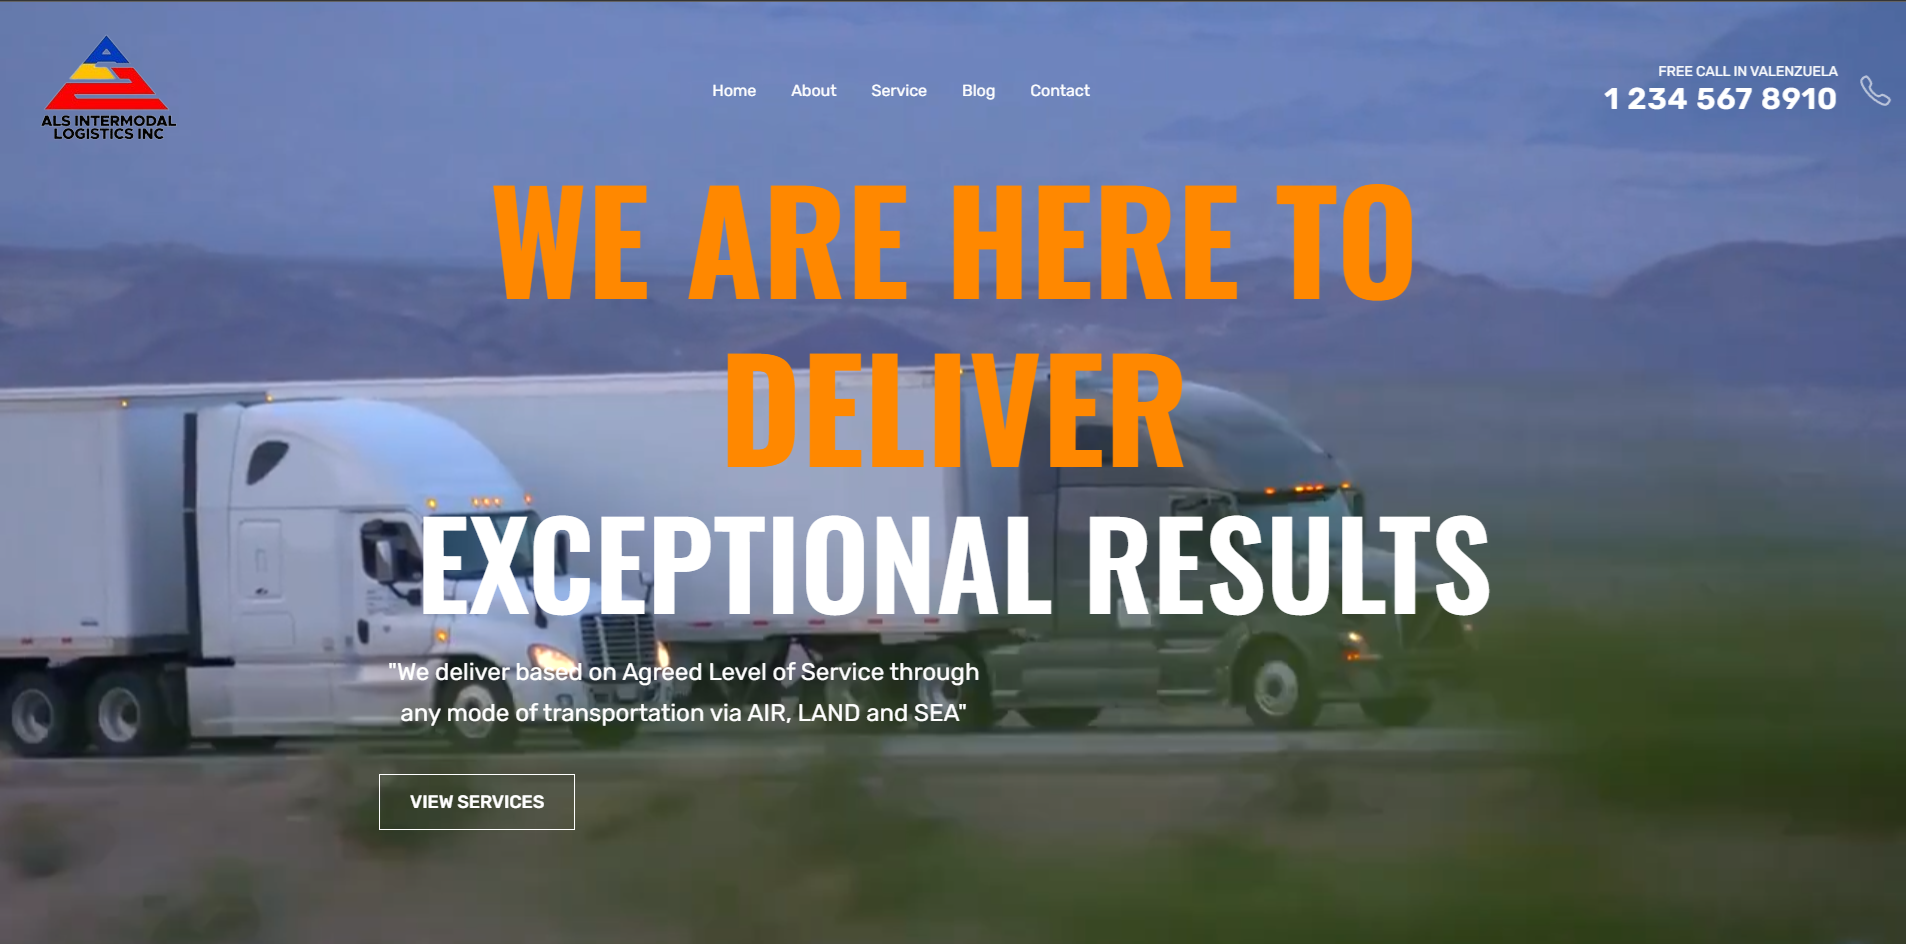 ALS INTERMODAL
LOGISTICS INC
Home
About
Service
Blog
Contact
FREE CALL IN VALENZUELA
1 234 567 8910
WE ARE HERE TO
DELIVER
EXCEPTIONAL RESULTS
"We deliver based on Agreed Level of Service through
any mode of transportation via AIR, LAND and SEA"
VIEW SERVICES